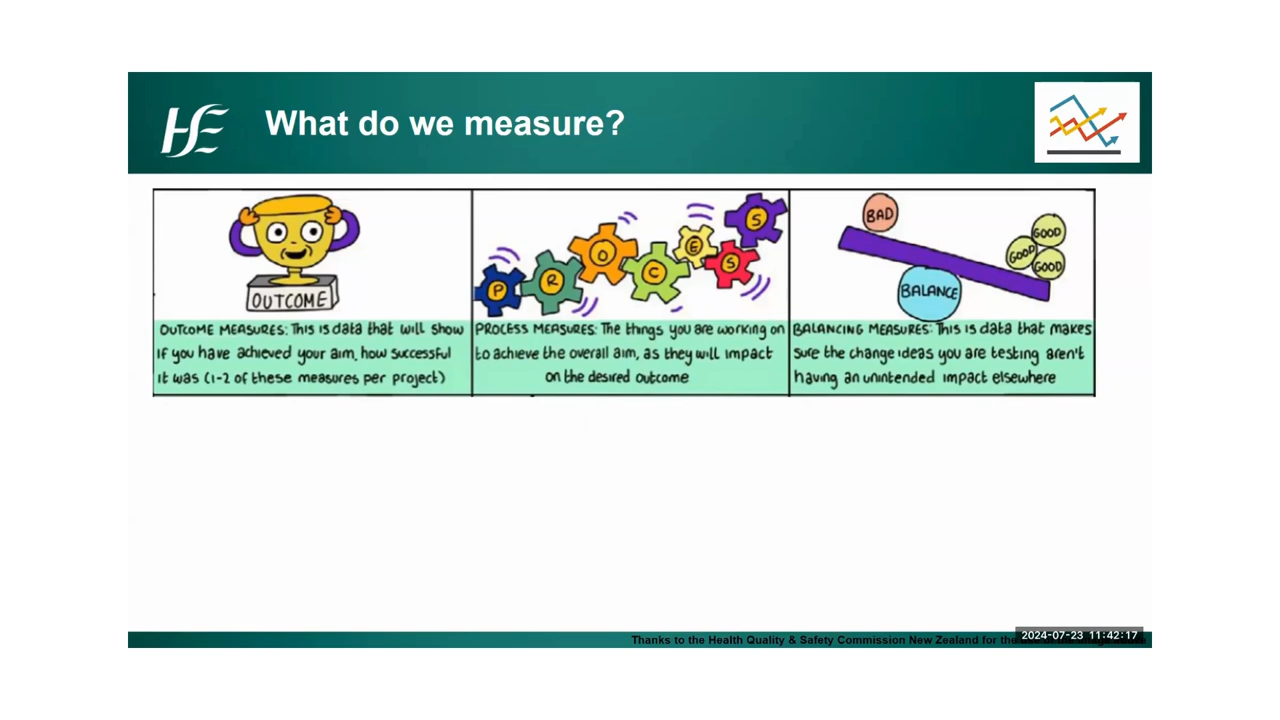 HSE
What do we measure?
OUTCOME
P R O C E S S
BAD
GOOD
GOOD
GOOD
BALANCE
OUTCOME MEASURES: This is data that will show
if you have achieved your aim, how successful
it was (1-2 of these measures per project)
PROCESS MEASURES: The things you are working on
to achieve the overall aim, as they will impact
on the desired outcome
BALANCING MEASURES: This is data that makes
sure the change ideas you are testing aren't
having an unintended impact elsewhere
Thanks to the Health Quality & Safety Commission New Zealand for the
2024-07-23 11:42:17